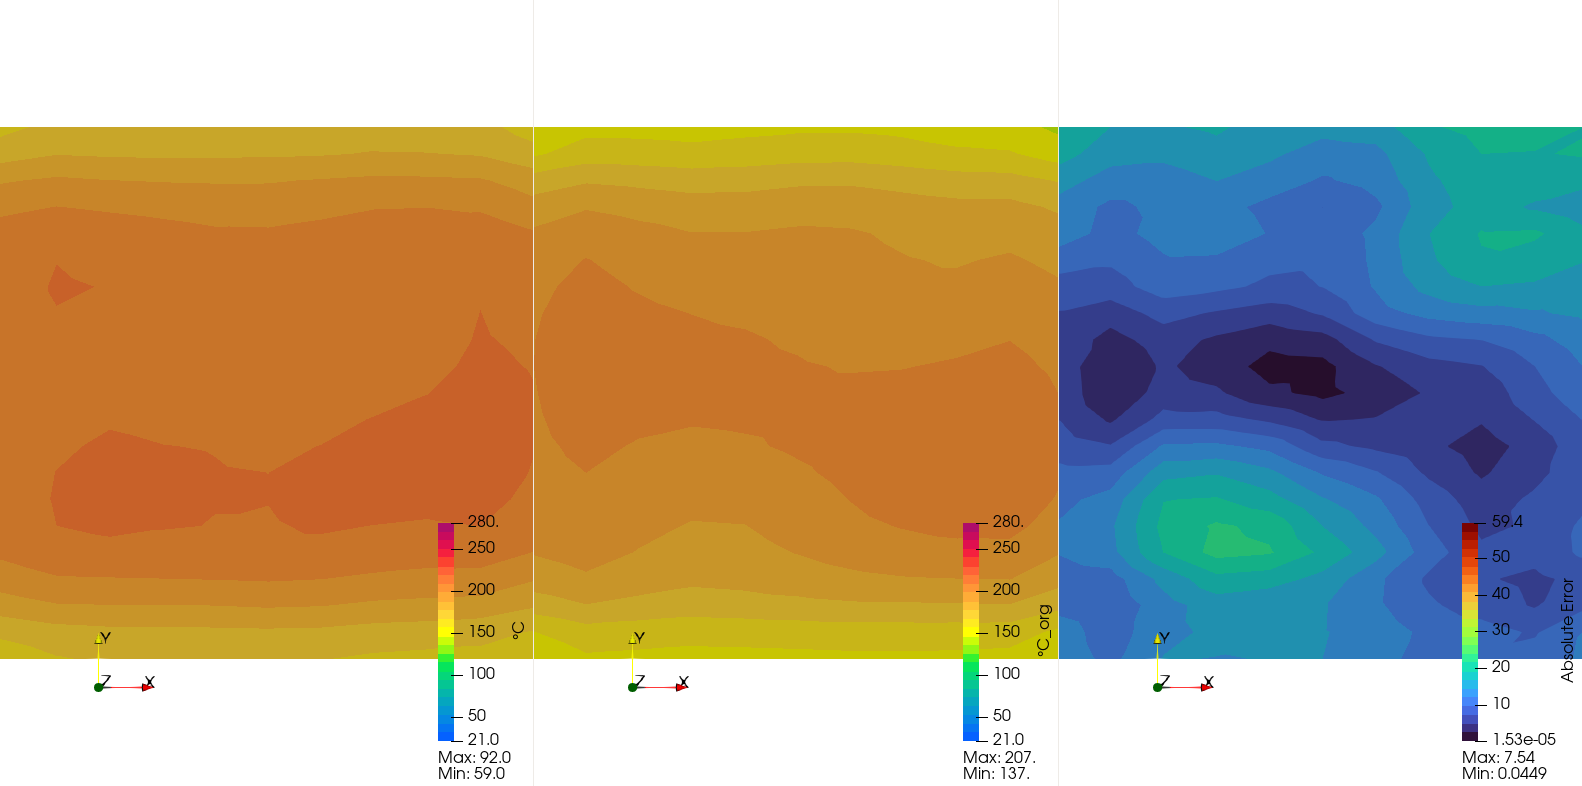 280.
250
200
150
100
50
21.0
°C
Max: 92.0
Min: 59.0
Y
Z
X
280.
250
200
150
100
50
21.0
°C_org
Max: 207.
Min: 137.
Y
Z
X
59.4
50
40
30
20
10
1.53e-05
Absolute Error
Max: 7.54
Min: 0.0449
Y
Z
X